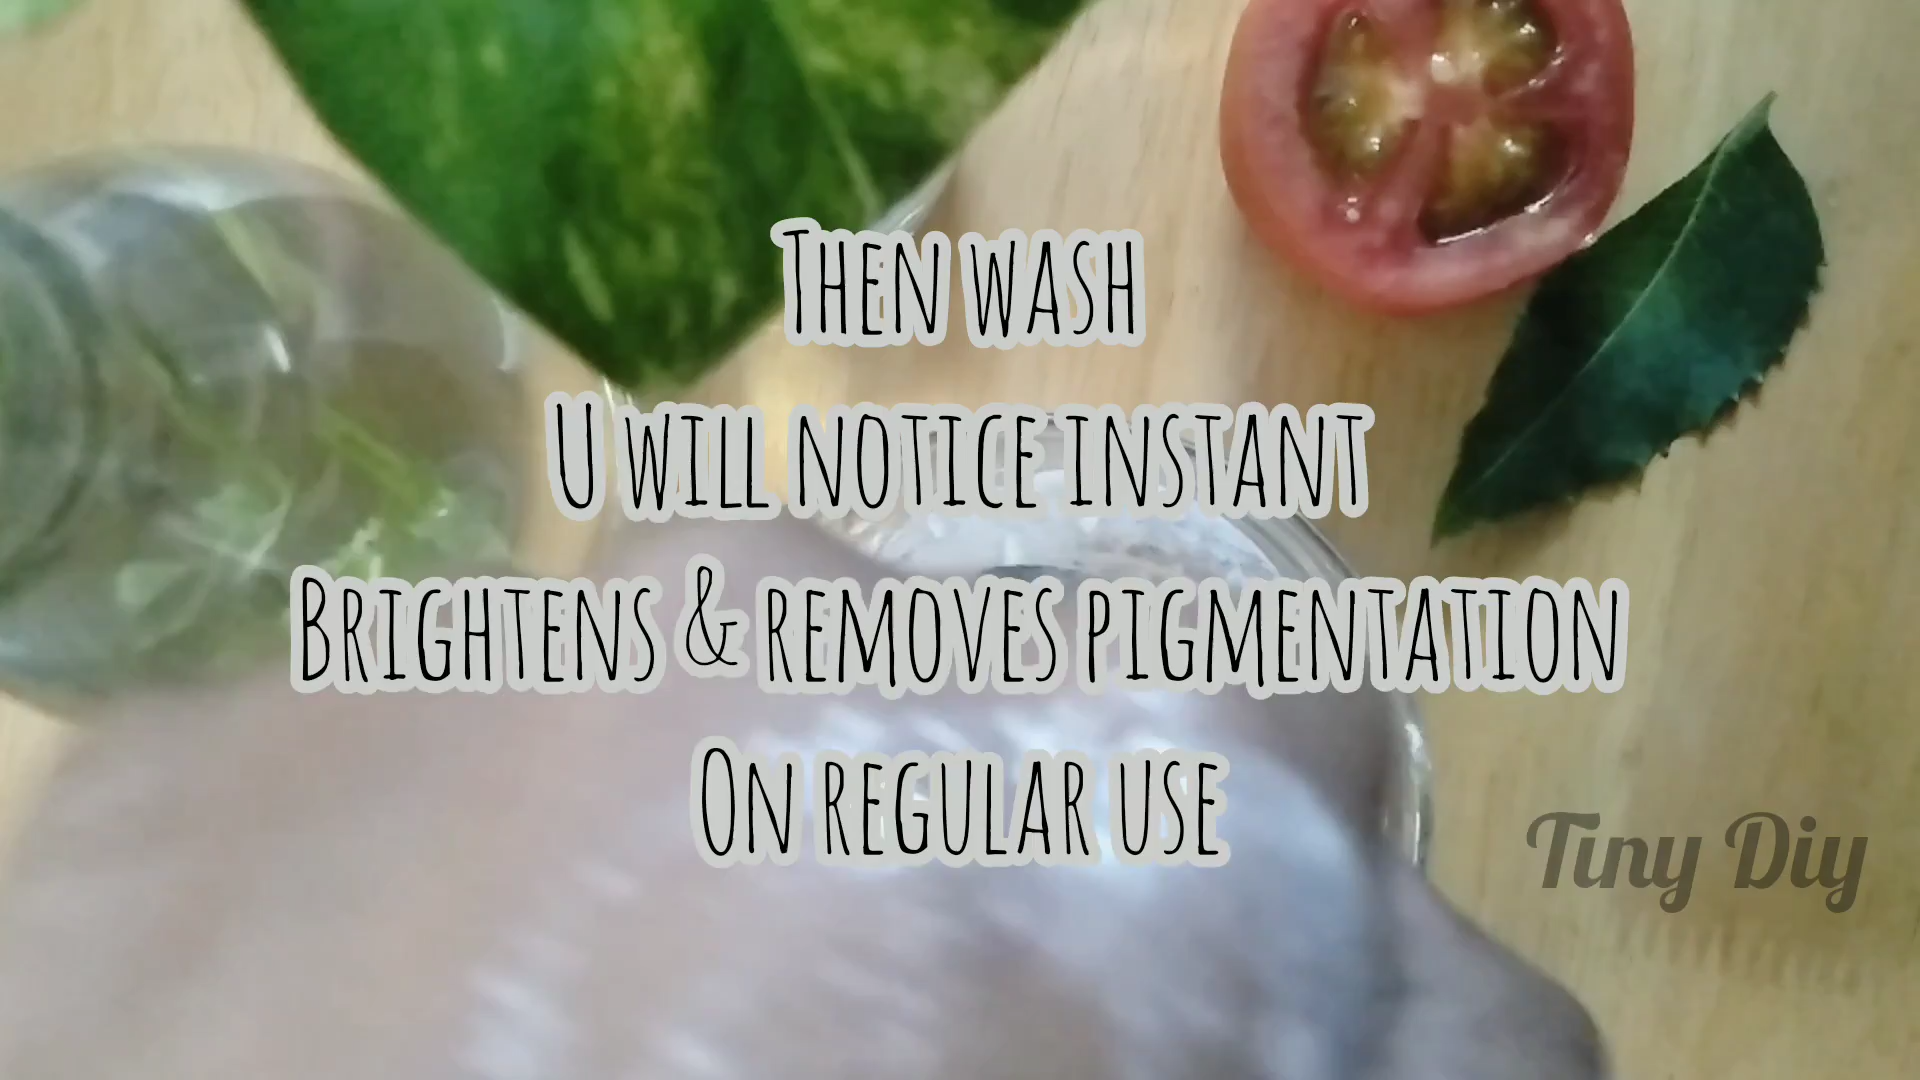 Then wash
U will notice instant
Brightens & removes pigmentation
On regular use
Tiny Diy